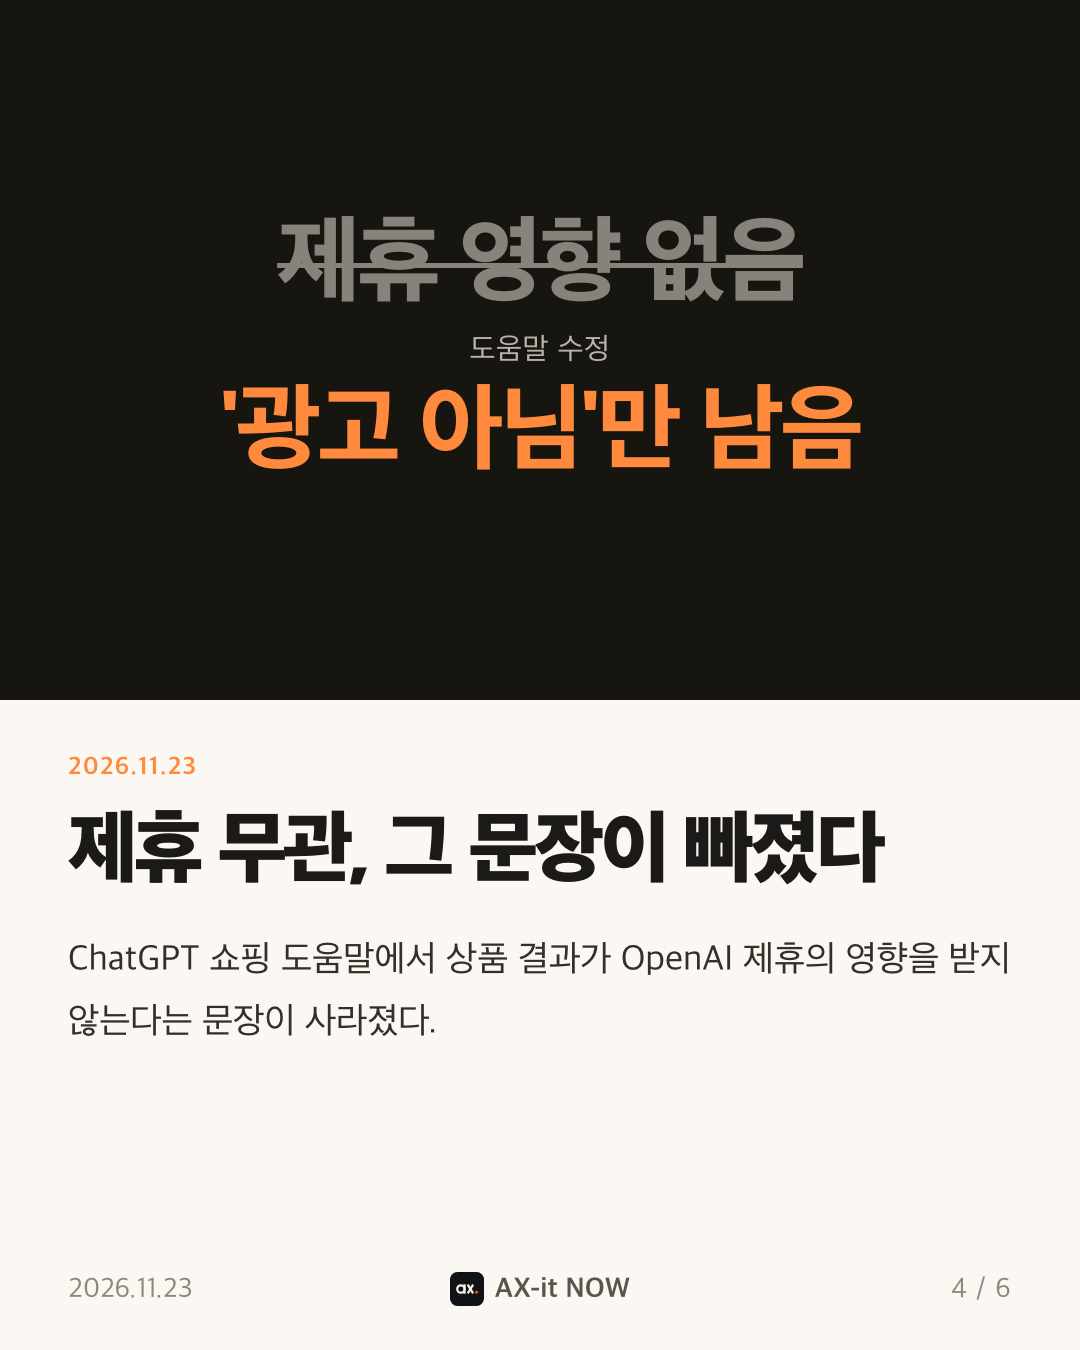 제휴 영향 없음
도움말 수정
'광고 아님'만 남음
2026.11.23
제휴 무관, 그 문장이 빠졌다
ChatGPT 쇼핑 도움말에서 상품 결과가 OpenAI 제휴의 영향을 받지
않는다는 문장이 사라졌다.
2026.11.23
ax. AX-it NOW
4 / 6